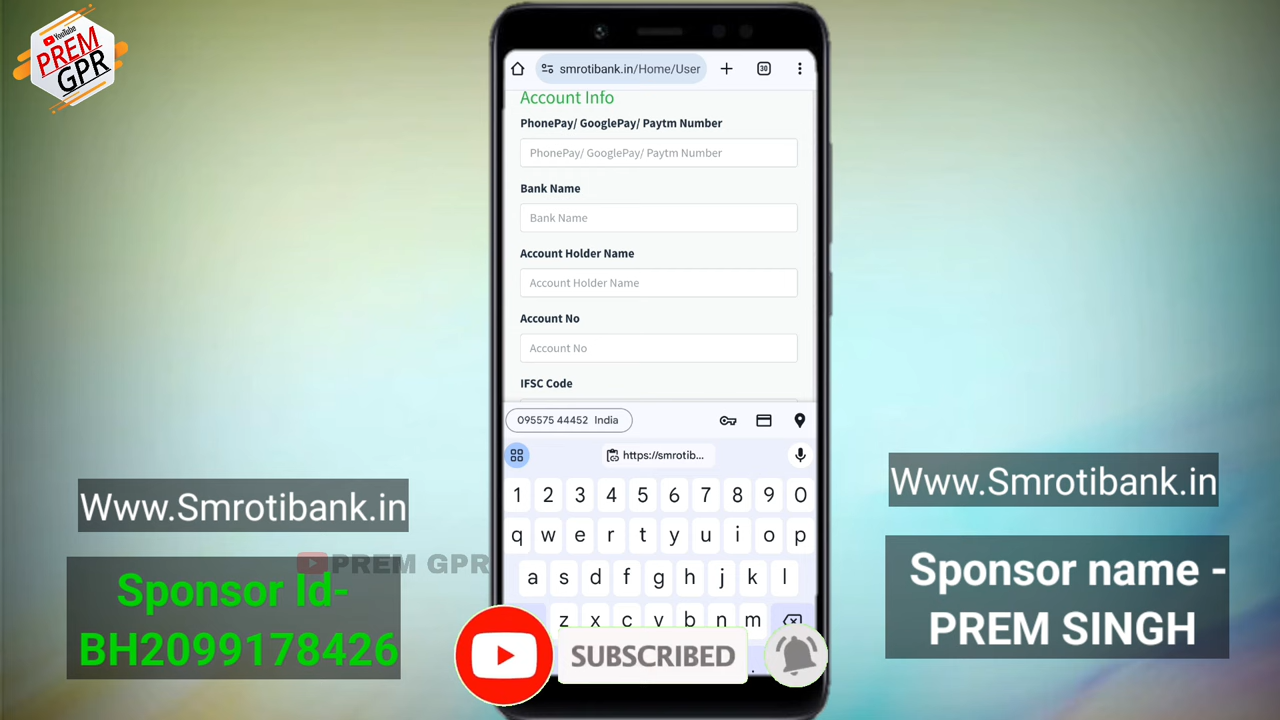 YouTube
PREM
GPR
smrotibank.in/Home/User
30
Account Info
PhonePay/ GooglePay/ Paytm Number
PhonePay/ GooglePay/ Paytm Number
Bank Name
Bank Name
Account Holder Name
Account Holder Name
Account No
Account No
IFSC Code
095575 44452 India
https://smrotib...
1 2 3 4 5 6 7 8 9 0
q w e r t y u i o p
a s d f g h j k l
z x c v b n m
Www.Smrotibank.in
PREM GPR
Sponsor Id-
BH2099178426
Www.Smrotibank.in
Sponsor name -
PREM SINGH
SUBSCRIBED